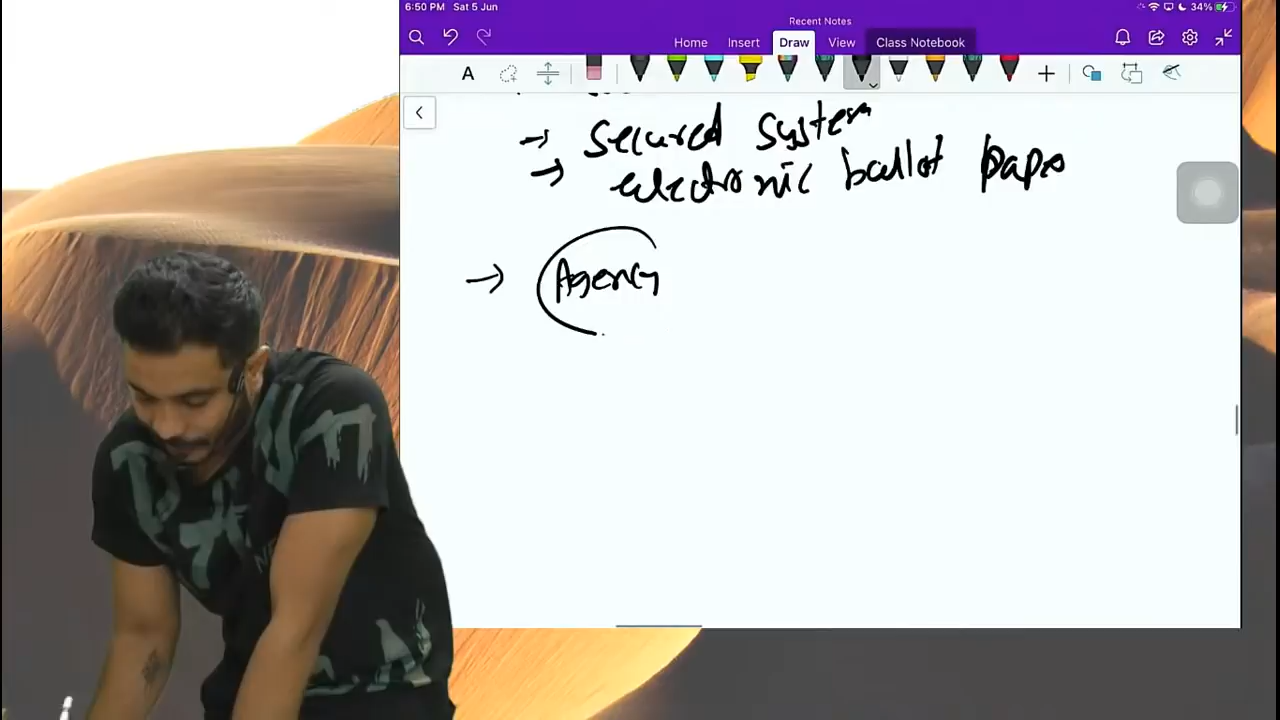 6:50 PM Sat 5 Jun
34%
Recent Notes
Home Insert Draw View Class Notebook
A
→ Secured system
→ electronic ballot pape
→ Agency